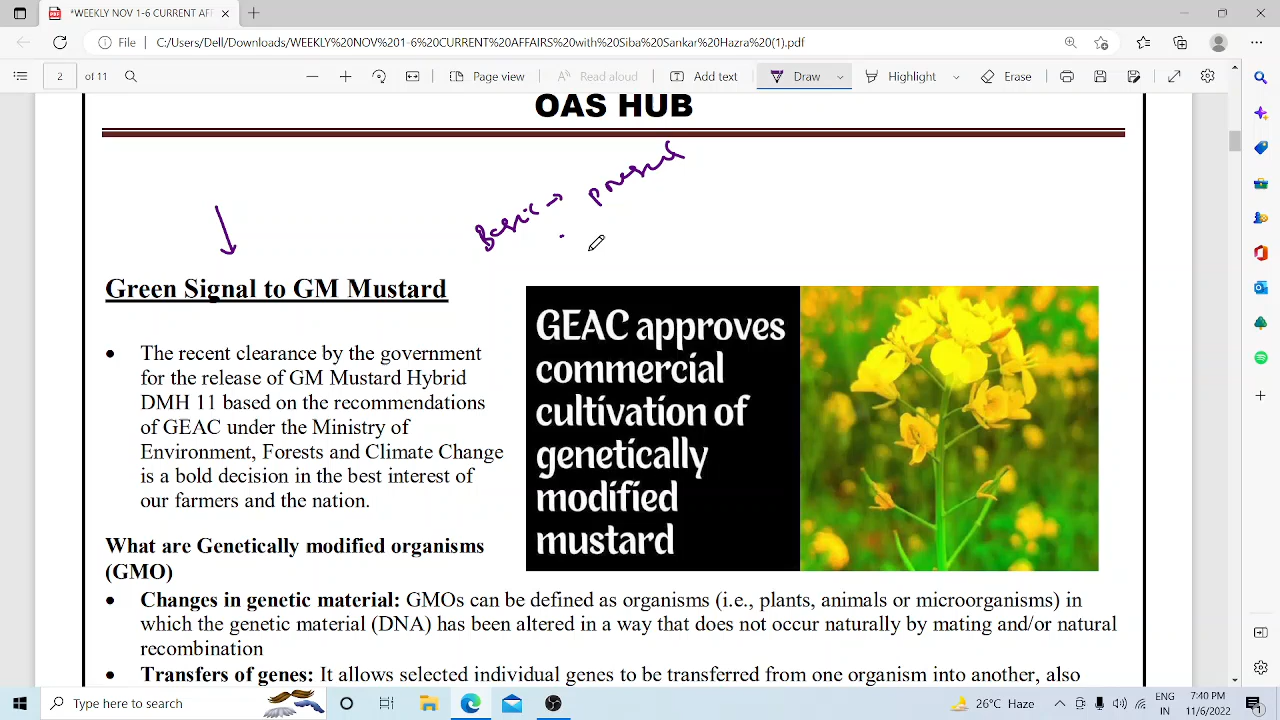 *WEEKLY NOV 1-6 CURRENT AFFAIRS
File C:/Users/Dell/Downloads/WEEKLY%20NOV%201-6%20CURRENT%20AFFAIRS%20with%20Siba%20Sankar%20Hazra%20(1).pdf
2 of 11 Page view Read aloud Add text Draw Highlight Erase
OAS HUB
Basic → present
Green Signal to GM Mustard
• The recent clearance by the government
for the release of GM Mustard Hybrid
DMH 11 based on the recommendations
of GEAC under the Ministry of
Environment, Forests and Climate Change
is a bold decision in the best interest of
our farmers and the nation.
GEAC approves
commercial
cultivation of
genetically
modified
mustard
What are Genetically modified organisms
(GMO)
• Changes in genetic material: GMOs can be defined as organisms (i.e., plants, animals or microorganisms) in
which the genetic material (DNA) has been altered in a way that does not occur naturally by mating and/or natural
recombination
• Transfers of genes: It allows selected individual genes to be transferred from one organism into another, also
Type here to search
26°C Haze
ENG
IN
7:40 PM
11/6/2022